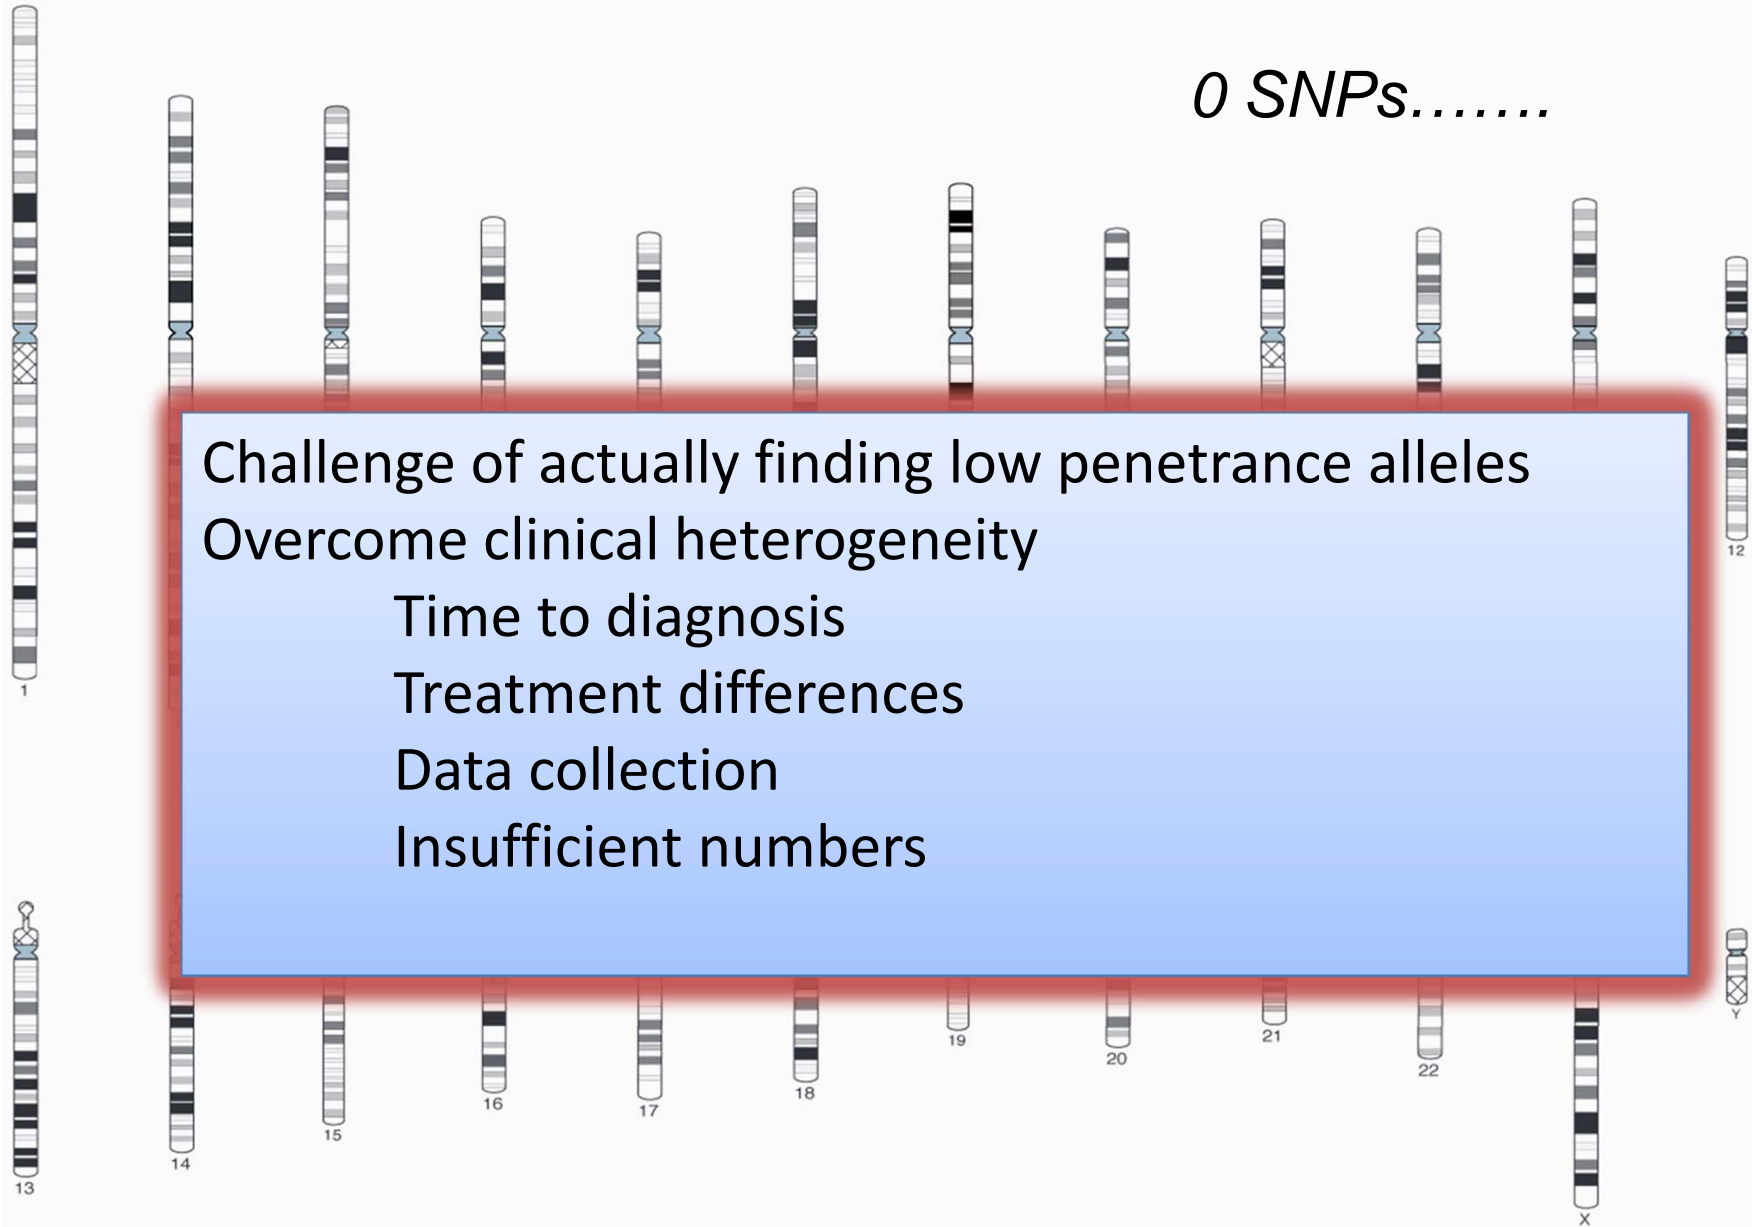 0 SNPs.......
Challenge of actually finding low penetrance alleles
Overcome clinical heterogeneity
Time to diagnosis
Treatment differences
Data collection
Insufficient numbers
12
1
Y
13
14
15
16
17
18
19
20
21
22
X